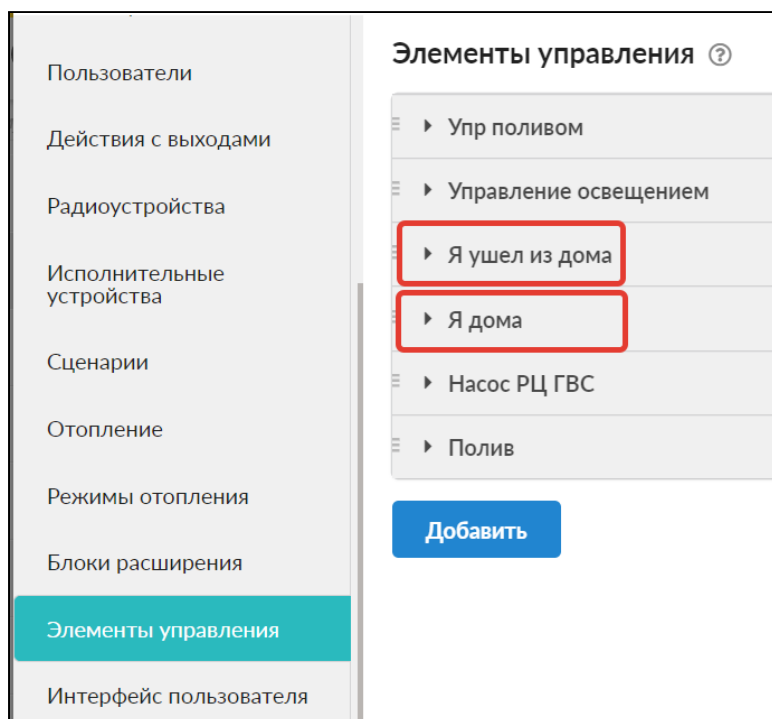 Пользователи
Действия с выходами
Радиоустройства
Исполнительные
устройства
Сценарии
Отопление
Режимы отопления
Блоки расширения
Элементы управления
Интерфейс пользователя
Элементы управления ?
Упр поливом
Управление освещением
Я ушел из дома
Я дома
Насос РЦ ГВС
Полив
Добавить